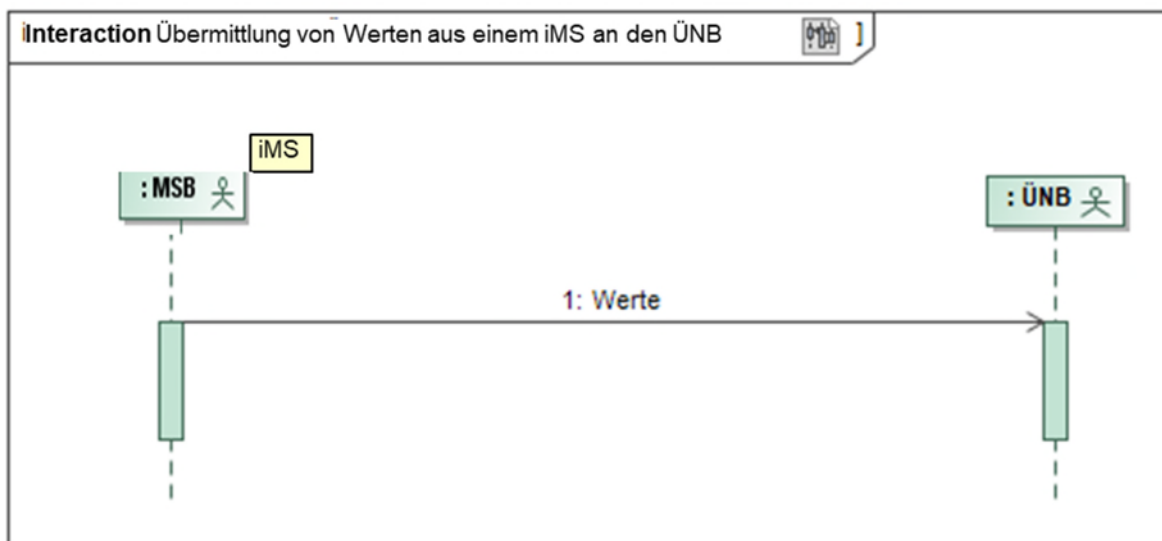 Interaction Übermittlung von Werten aus einem iMS an den ÜNB ]
iMS
: MSB
: ÜNB
1: Werte